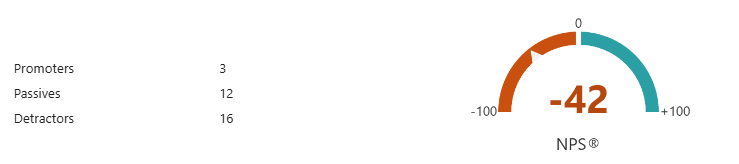 Promoters 3
Passives 12
Detractors 16
0
-42
-100
+100
NPS®